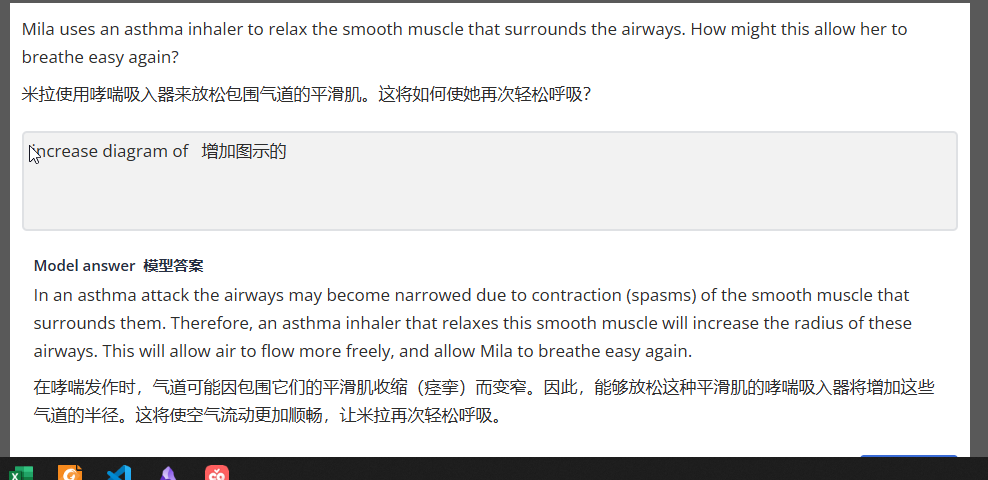 Mila uses an asthma inhaler to relax the smooth muscle that surrounds the airways. How might this allow her to
breathe easy again?
米拉使用哮喘吸入器来放松包围气道的平滑肌。这将如何使她再次轻松呼吸？
increase diagram of 增加图示的
Model answer 模型答案
In an asthma attack the airways may become narrowed due to contraction (spasms) of the smooth muscle that
surrounds them. Therefore, an asthma inhaler that relaxes this smooth muscle will increase the radius of these
airways. This will allow air to flow more freely, and allow Mila to breathe easy again.
在哮喘发作时，气道可能因包围它们的平滑肌收缩（痉挛）而变窄。因此，能够放松这种平滑肌的哮喘吸入器将增加这些
气道的半径。这将使空气流动更加顺畅，让米拉再次轻松呼吸。